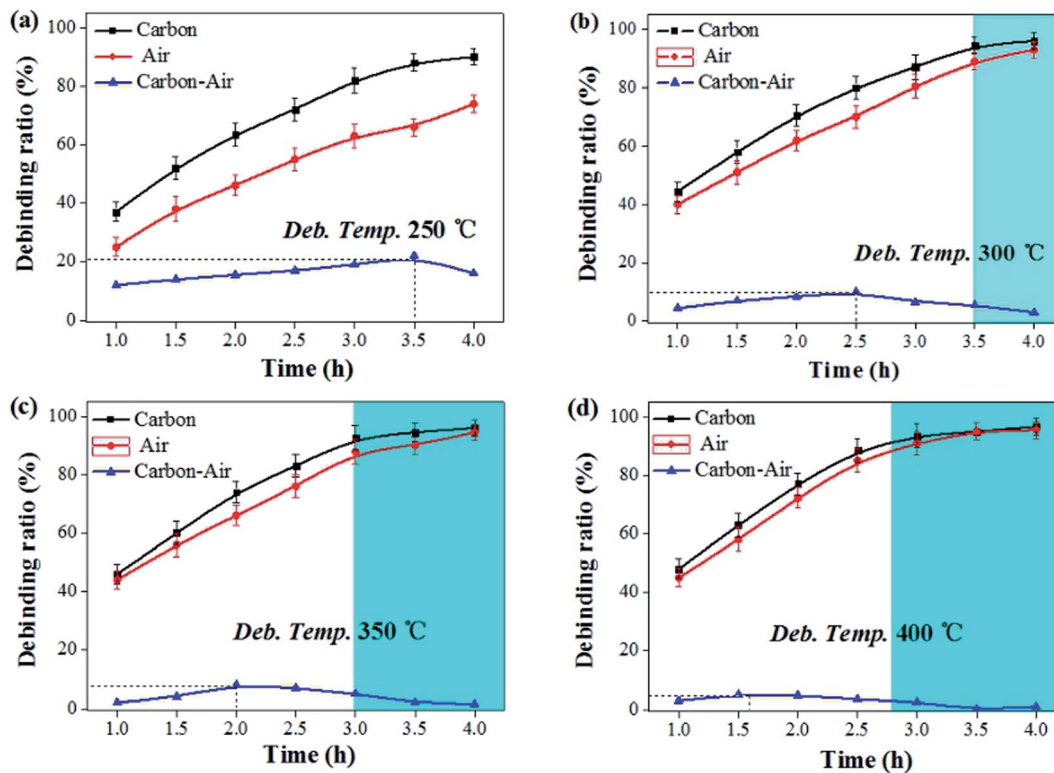 (a)
Debinding ratio (%)
100
80
60
40
20
0
Carbon
Air
Carbon-Air
Deb. Temp. 250 ℃
1.0 1.5 2.0 2.5 3.0 3.5 4.0
Time (h)
(b)
Debinding ratio (%)
100
80
60
40
20
0
Carbon
Air
Carbon-Air
Deb. Temp. 300 ℃
1.0 1.5 2.0 2.5 3.0 3.5 4.0
Time (h)
(c)
Debinding ratio (%)
100
80
60
40
20
0
Carbon
Air
Carbon-Air
Deb. Temp. 350 ℃
1.0 1.5 2.0 2.5 3.0 3.5 4.0
Time (h)
(d)
Debinding ratio (%)
100
80
60
40
20
0
Carbon
Air
Carbon-Air
Deb. Temp. 400 ℃
1.0 1.5 2.0 2.5 3.0 3.5 4.0
Time (h)